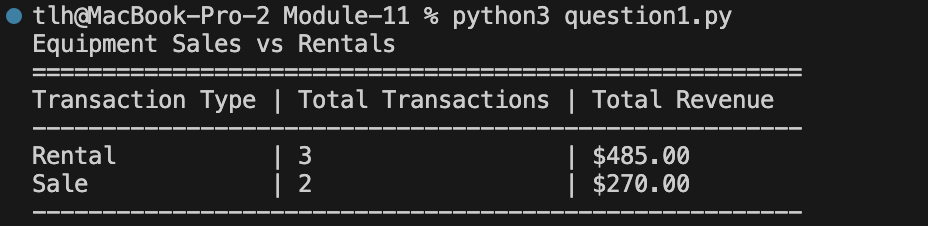 tlh@MacBook-Pro-2 Module-11 % python3 question1.py
Equipment Sales vs Rentals
=======================================================
Transaction Type | Total Transactions | Total Revenue
-------------------------------------------------------
Rental           | 3                  | $485.00
Sale             | 2                  | $270.00
-------------------------------------------------------